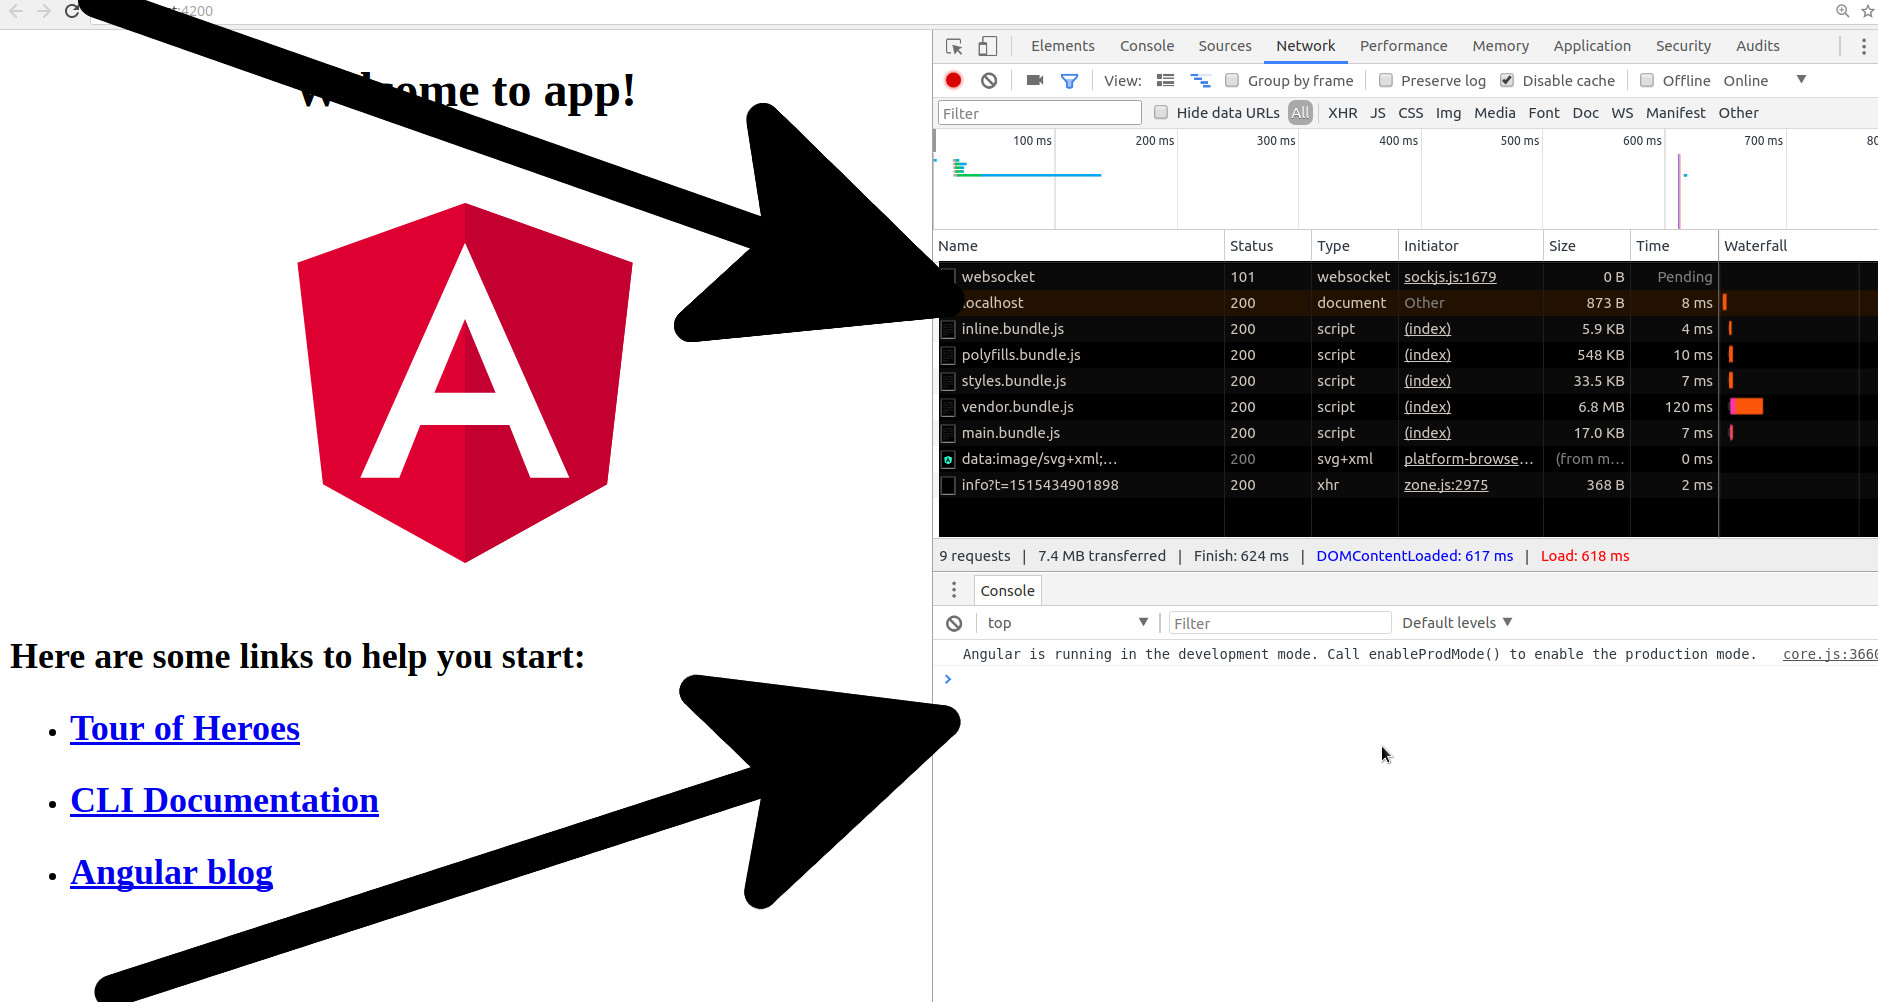 :4200
come to app!
Here are some links to help you start:
Tour of Heroes
CLI Documentation
Angular blog
Elements Console Sources Network Performance Memory Application Security Audits
View: Group by frame Preserve log Disable cache Offline Online
Filter Hide data URLs All XHR JS CSS Img Media Font Doc WS Manifest Other
100 ms 200 ms 300 ms 400 ms 500 ms 600 ms 700 ms
Name Status Type Initiator Size Time Waterfall
websocket 101 websocket sockjs.js:1679 0 B Pending
localhost 200 document Other 873 B 8 ms
inline.bundle.js 200 script (index) 5.9 KB 4 ms
polyfills.bundle.js 200 script (index) 548 KB 10 ms
styles.bundle.js 200 script (index) 33.5 KB 7 ms
vendor.bundle.js 200 script (index) 6.8 MB 120 ms
main.bundle.js 200 script (index) 17.0 KB 7 ms
data:image/svg+xml;... 200 svg+xml platform-browse... (from m... 0 ms
info?t=1515434901898 200 xhr zone.js:2975 368 B 2 ms
9 requests | 7.4 MB transferred | Finish: 624 ms | DOMContentLoaded: 617 ms | Load: 618 ms
Console
top Filter Default levels
Angular is running in the development mode. Call enableProdMode() to enable the production mode. core.js:3660